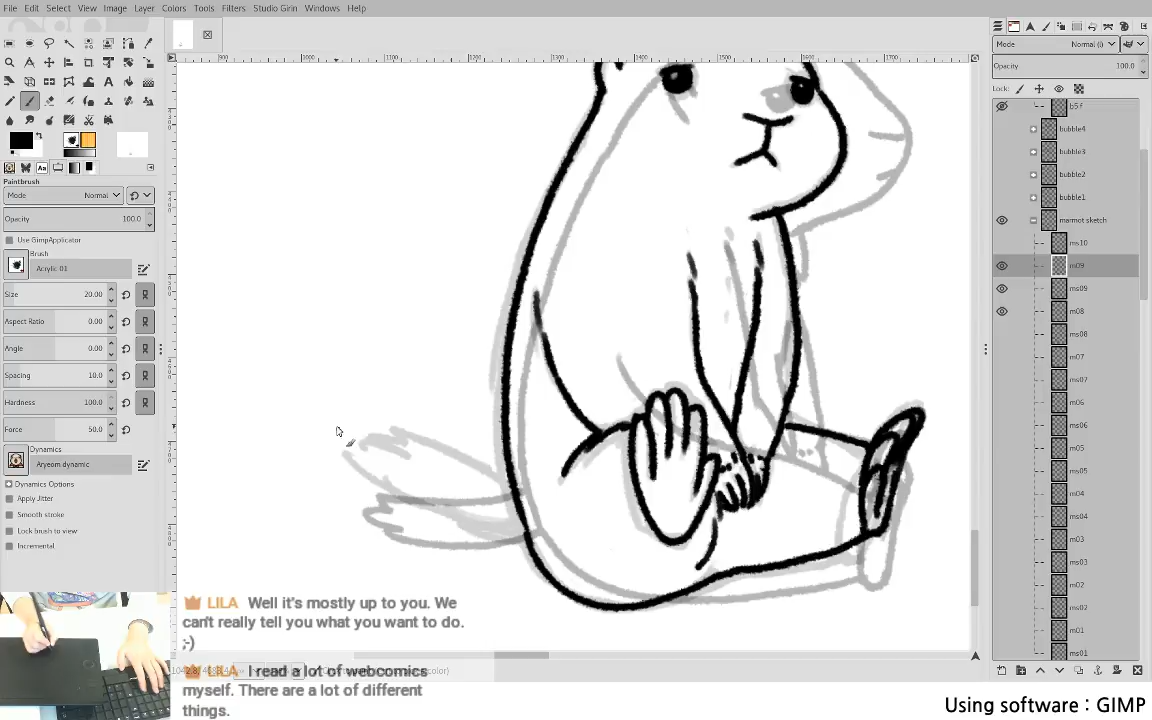 File Edit Select View Image Layer Colors Tools Filters Studio Girin Windows Help
Paintbrush
Mode Normal
Opacity 100.0
Use GimpApplicator
Brush
Acrylic 01
Size 20.00
Aspect Ratio 0.00
Angle 0.00
Spacing 10.0
Hardness 100.0
Force 50.0
Dynamics
Aryeom dynamic
Dynamics Options
Apply Jitter
Smooth stroke
Lock brush to view
Incremental
Mode Normal (l)
Opacity 100.0
Lock:
b5 f
bubble4
bubble3
bubble2
bubble1
marmot sketch
ms10
m09
ms09
m08
ms08
m07
ms07
m06
ms06
m05
ms05
m04
ms04
m03
ms03
m02
ms02
m01
ms01
LILA Well it's mostly up to you. We
can't really tell you what you want to do.
;-)
LILA I read a lot of webcomics
myself. There are a lot of different
things.
Using software : GIMP